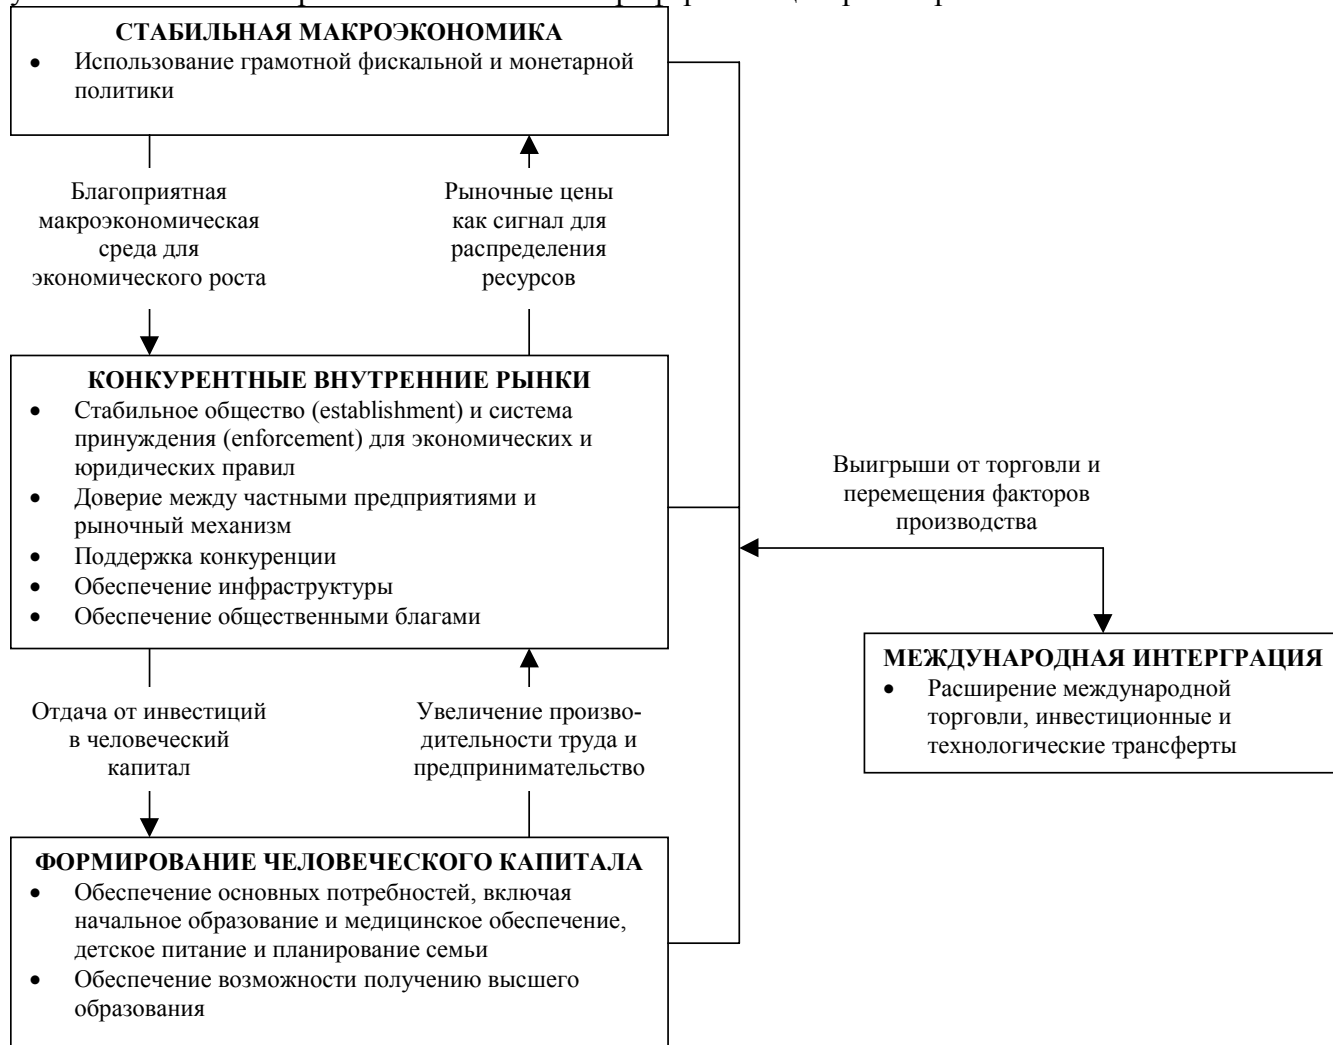 СТАБИЛЬНАЯ МАКРОЭКОНОМИКА
• Использование грамотной фискальной и монетарной
политики
Благоприятная
макроэкономическая
среда для
экономического роста
Рыночные цены
как сигнал для
распределения
ресурсов
КОНКУРЕНТНЫЕ ВНУТРЕННИЕ РЫНКИ
• Стабильное общество (establishment) и система
принуждения (enforcement) для экономических и
юридических правил
• Доверие между частными предприятиями и
рыночный механизм
• Поддержка конкуренции
• Обеспечение инфраструктуры
• Обеспечение общественными благами
Выигрыши от торговли и
перемещения факторов
производства
МЕЖДУНАРОДНАЯ ИНТЕРГРАЦИЯ
• Расширение международной
торговли, инвестиционные и
технологические трансферты
Отдача от инвестиций
в человеческий
капитал
Увеличение произво-
дительности труда и
предпринимательство
ФОРМИРОВАНИЕ ЧЕЛОВЕЧЕСКОГО КАПИТАЛА
• Обеспечение основных потребностей, включая
начальное образование и медицинское обеспечение,
детское питание и планирование семьи
• Обеспечение возможности получению высшего
образования